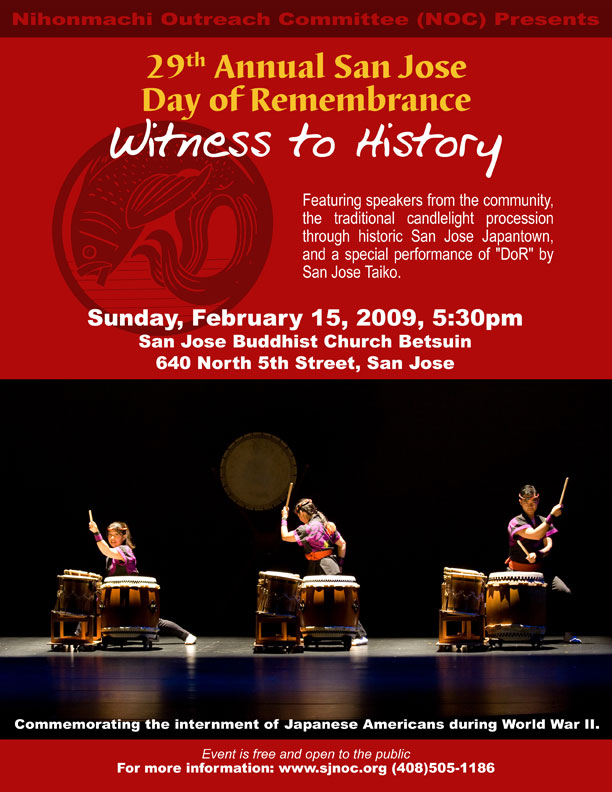 Nihonmachi Outreach Committee (NOC) Presents
29th Annual San Jose
Day of Remembrance
Witness to History
Featuring speakers from the community,
the traditional candlelight procession
through historic San Jose Japantown,
and a special performance of "DoR" by
San Jose Taiko.
Sunday, February 15, 2009, 5:30pm
San Jose Buddhist Church Betsuin
640 North 5th Street, San Jose
Commemorating the internment of Japanese Americans during World War II.
Event is free and open to the public
For more information: www.sjnoc.org (408)505-1186